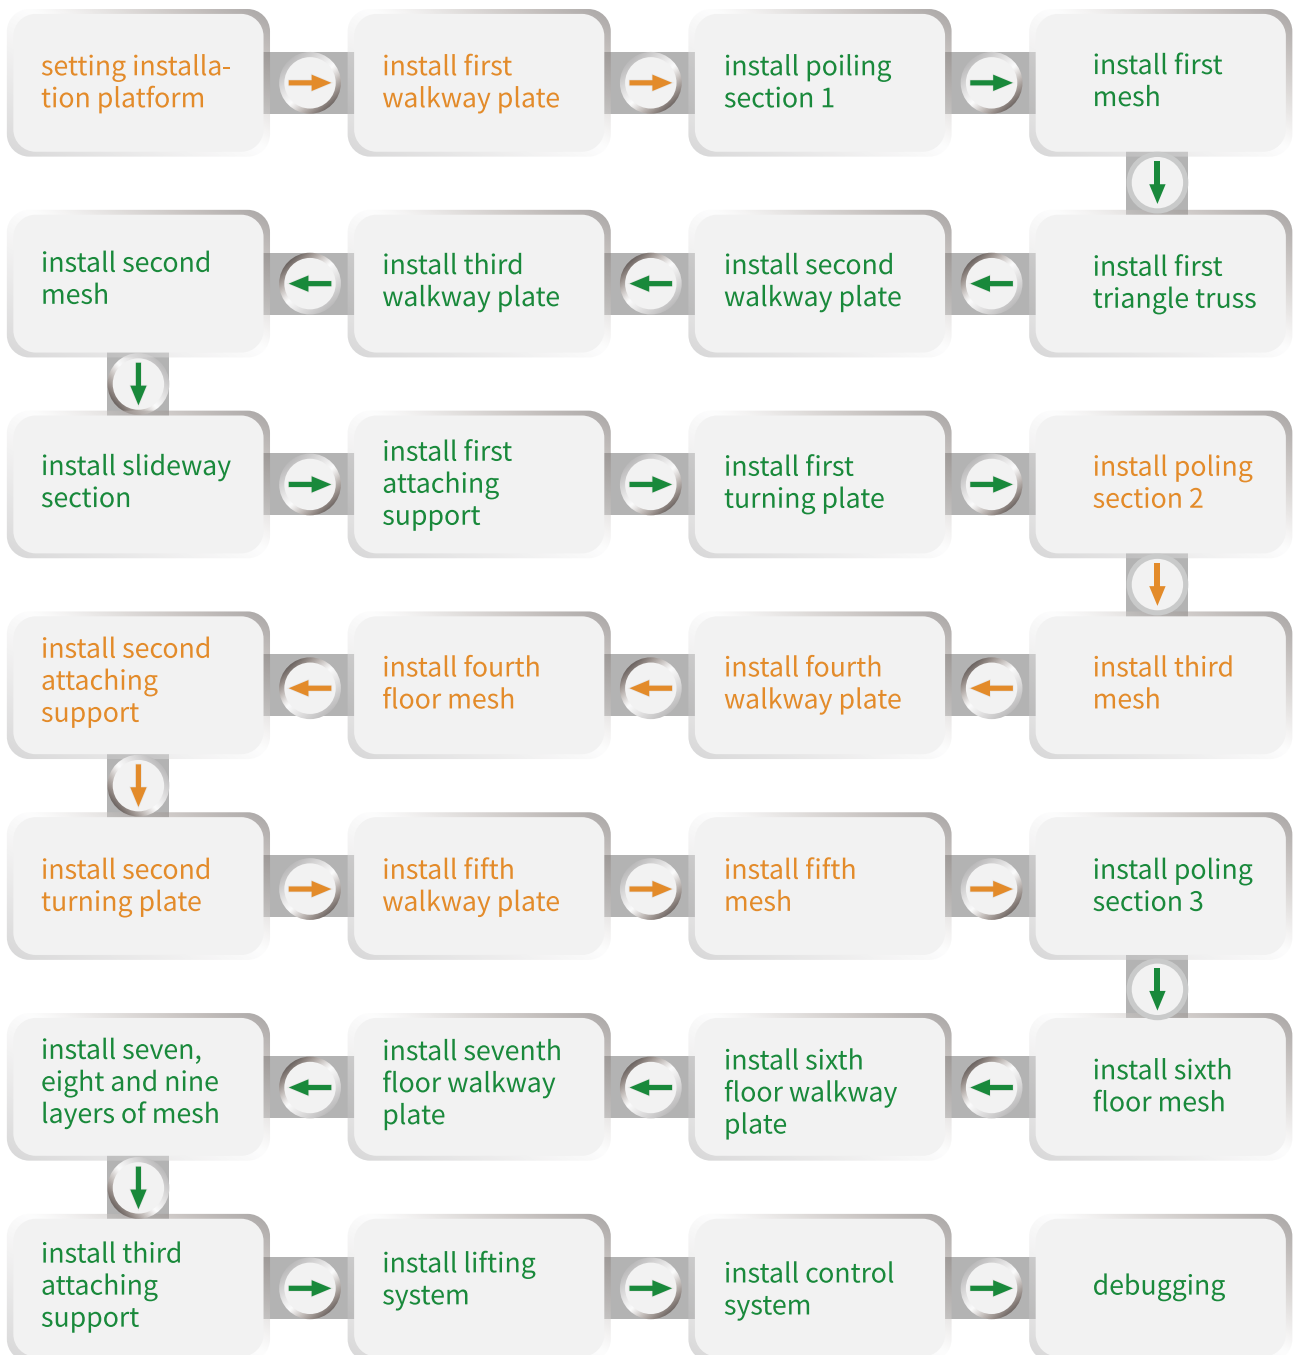 setting installa-
tion platform
install first
walkway plate
install poiling
section 1
install first
mesh
install first
triangle truss
install second
walkway plate
install third
walkway plate
install second
mesh
install slideway
section
install first
attaching
support
install first
turning plate
install poling
section 2
install third
mesh
install fourth
walkway plate
install fourth
floor mesh
install second
attaching
support
install second
turning plate
install fifth
walkway plate
install fifth
mesh
install poling
section 3
install sixth
floor mesh
install sixth
floor walkway
plate
install seventh
floor walkway
plate
install seven,
eight and nine
layers of mesh
install third
attaching
support
install lifting
system
install control
system
debugging